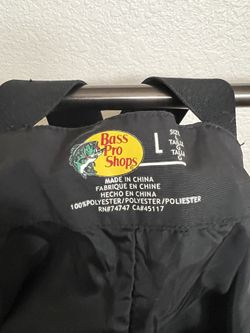 Bass
Pro
Shops
L
MADE IN CHINA
FABRIQUE EN CHINE
HECHO EN CHINA
100%POLYESTER/POLYESTER/POLIESTER
RN#74747 CA#45117